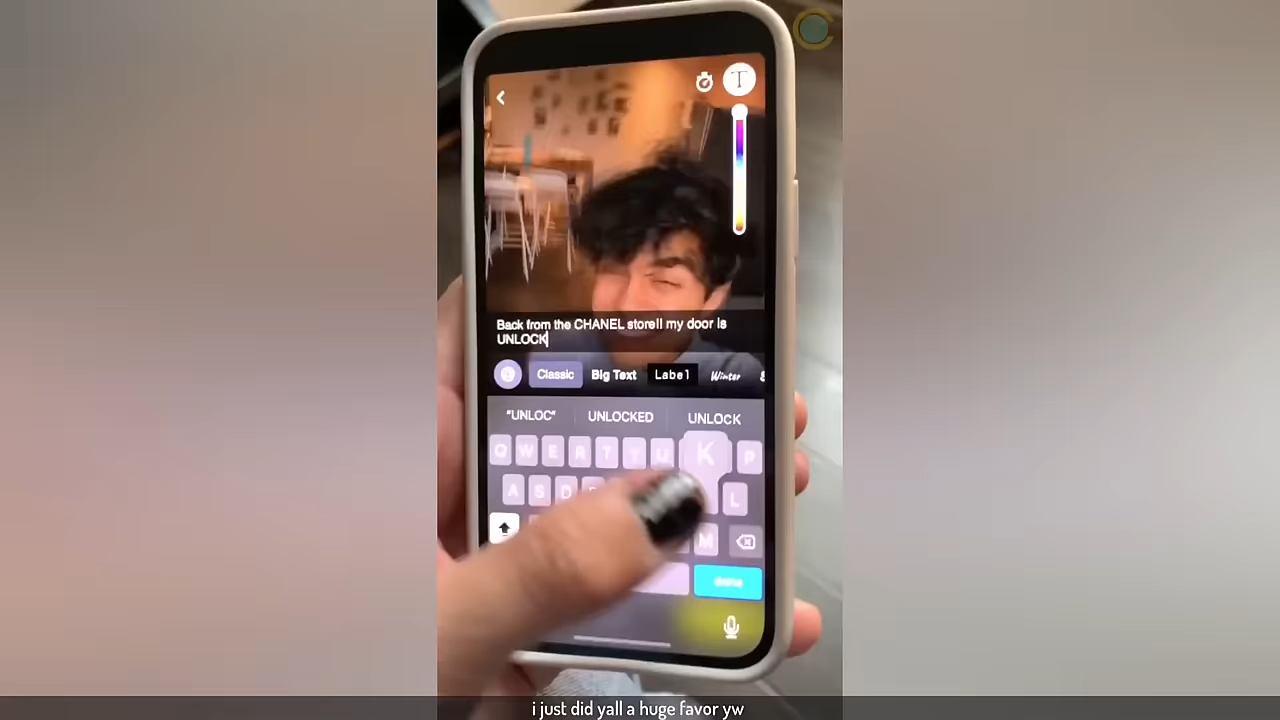 T
Back from the CHANEL store!! my door is
UNLOCK
Classic
Big Text
Label
Winter
"UNLOC"
UNLOCKED
UNLOCK
Q W E R T Y U K P
A S D L
M
done
i just did yall a huge favor yw